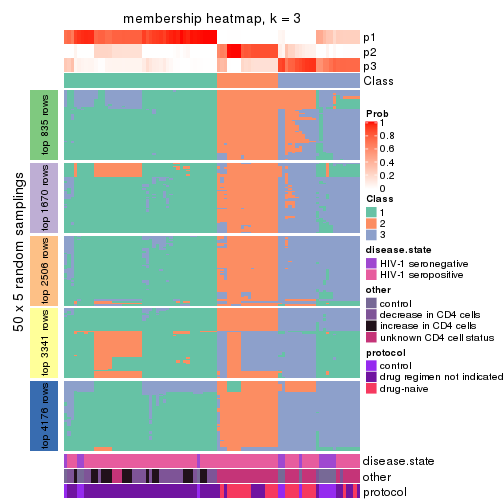 membership heatmap, k = 3
p1
p2
p3
Class
50 x 5 random samplings
top 835 rows
top 1670 rows
top 2506 rows
top 3341 rows
top 4176 rows
Prob
1
0.8
0.6
0.4
0.2
0
Class
1
2
3
disease.state
HIV-1 seronegative
HIV-1 seropositive
other
control
decrease in CD4 cells
increase in CD4 cells
unknown CD4 cell status
protocol
control
drug regimen not indicated
drug-naive
disease.state
other
protocol